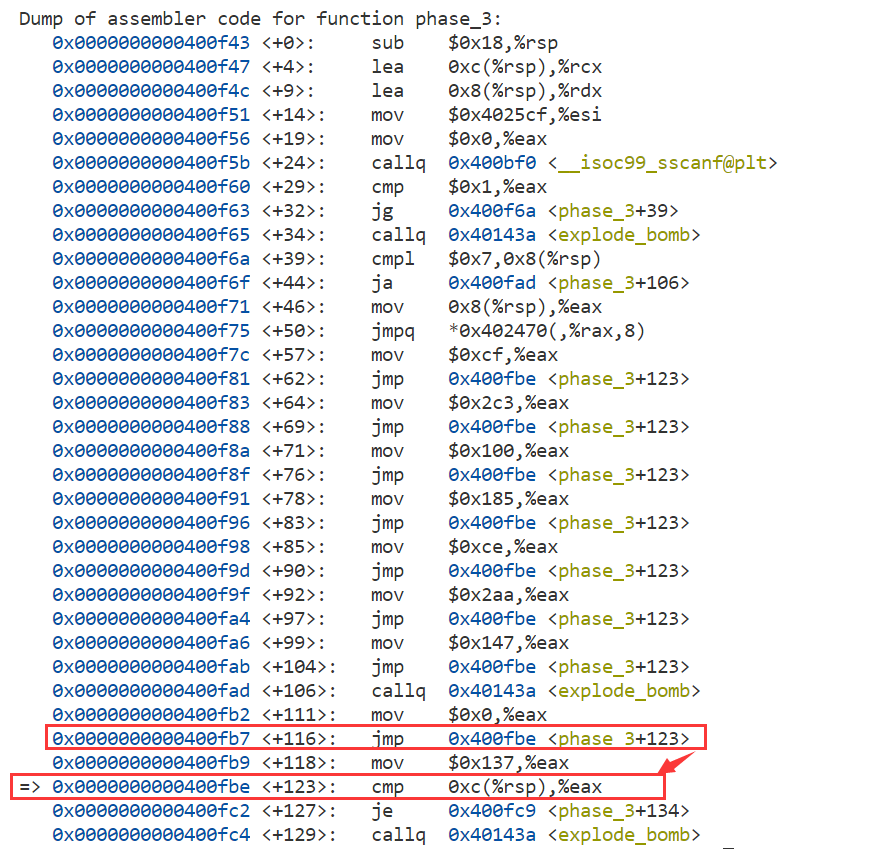 Dump of assembler code for function phase_3:
0x0000000000400f43 <+0>: sub $0x18,%rsp
0x0000000000400f47 <+4>: lea 0xc(%rsp),%rcx
0x0000000000400f4c <+9>: lea 0x8(%rsp),%rdx
0x0000000000400f51 <+14>: mov $0x4025cf,%esi
0x0000000000400f56 <+19>: mov $0x0,%eax
0x0000000000400f5b <+24>: callq 0x400bf0 <__isoc99_sscanf@plt>
0x0000000000400f60 <+29>: cmp $0x1,%eax
0x0000000000400f63 <+32>: jg 0x400f6a <phase_3+39>
0x0000000000400f65 <+34>: callq 0x40143a <explode_bomb>
0x0000000000400f6a <+39>: cmpl $0x7,0x8(%rsp)
0x0000000000400f6f <+44>: ja 0x400fad <phase_3+106>
0x0000000000400f71 <+46>: mov 0x8(%rsp),%eax
0x0000000000400f75 <+50>: jmpq *0x402470(,%rax,8)
0x0000000000400f7c <+57>: mov $0xcf,%eax
0x0000000000400f81 <+62>: jmp 0x400fbe <phase_3+123>
0x0000000000400f83 <+64>: mov $0x2c3,%eax
0x0000000000400f88 <+69>: jmp 0x400fbe <phase_3+123>
0x0000000000400f8a <+71>: mov $0x100,%eax
0x0000000000400f8f <+76>: jmp 0x400fbe <phase_3+123>
0x0000000000400f91 <+78>: mov $0x185,%eax
0x0000000000400f96 <+83>: jmp 0x400fbe <phase_3+123>
0x0000000000400f98 <+85>: mov $0xce,%eax
0x0000000000400f9d <+90>: jmp 0x400fbe <phase_3+123>
0x0000000000400f9f <+92>: mov $0x2aa,%eax
0x0000000000400fa4 <+97>: jmp 0x400fbe <phase_3+123>
0x0000000000400fa6 <+99>: mov $0x147,%eax
0x0000000000400fab <+104>: jmp 0x400fbe <phase_3+123>
0x0000000000400fad <+106>: callq 0x40143a <explode_bomb>
0x0000000000400fb2 <+111>: mov $0x0,%eax
0x0000000000400fb7 <+116>: jmp 0x400fbe <phase_3+123>
0x0000000000400fb9 <+118>: mov $0x137,%eax
=> 0x0000000000400fbe <+123>: cmp 0xc(%rsp),%eax
0x0000000000400fc2 <+127>: je 0x400fc9 <phase_3+134>
0x0000000000400fc4 <+129>: callq 0x40143a <explode_bomb>